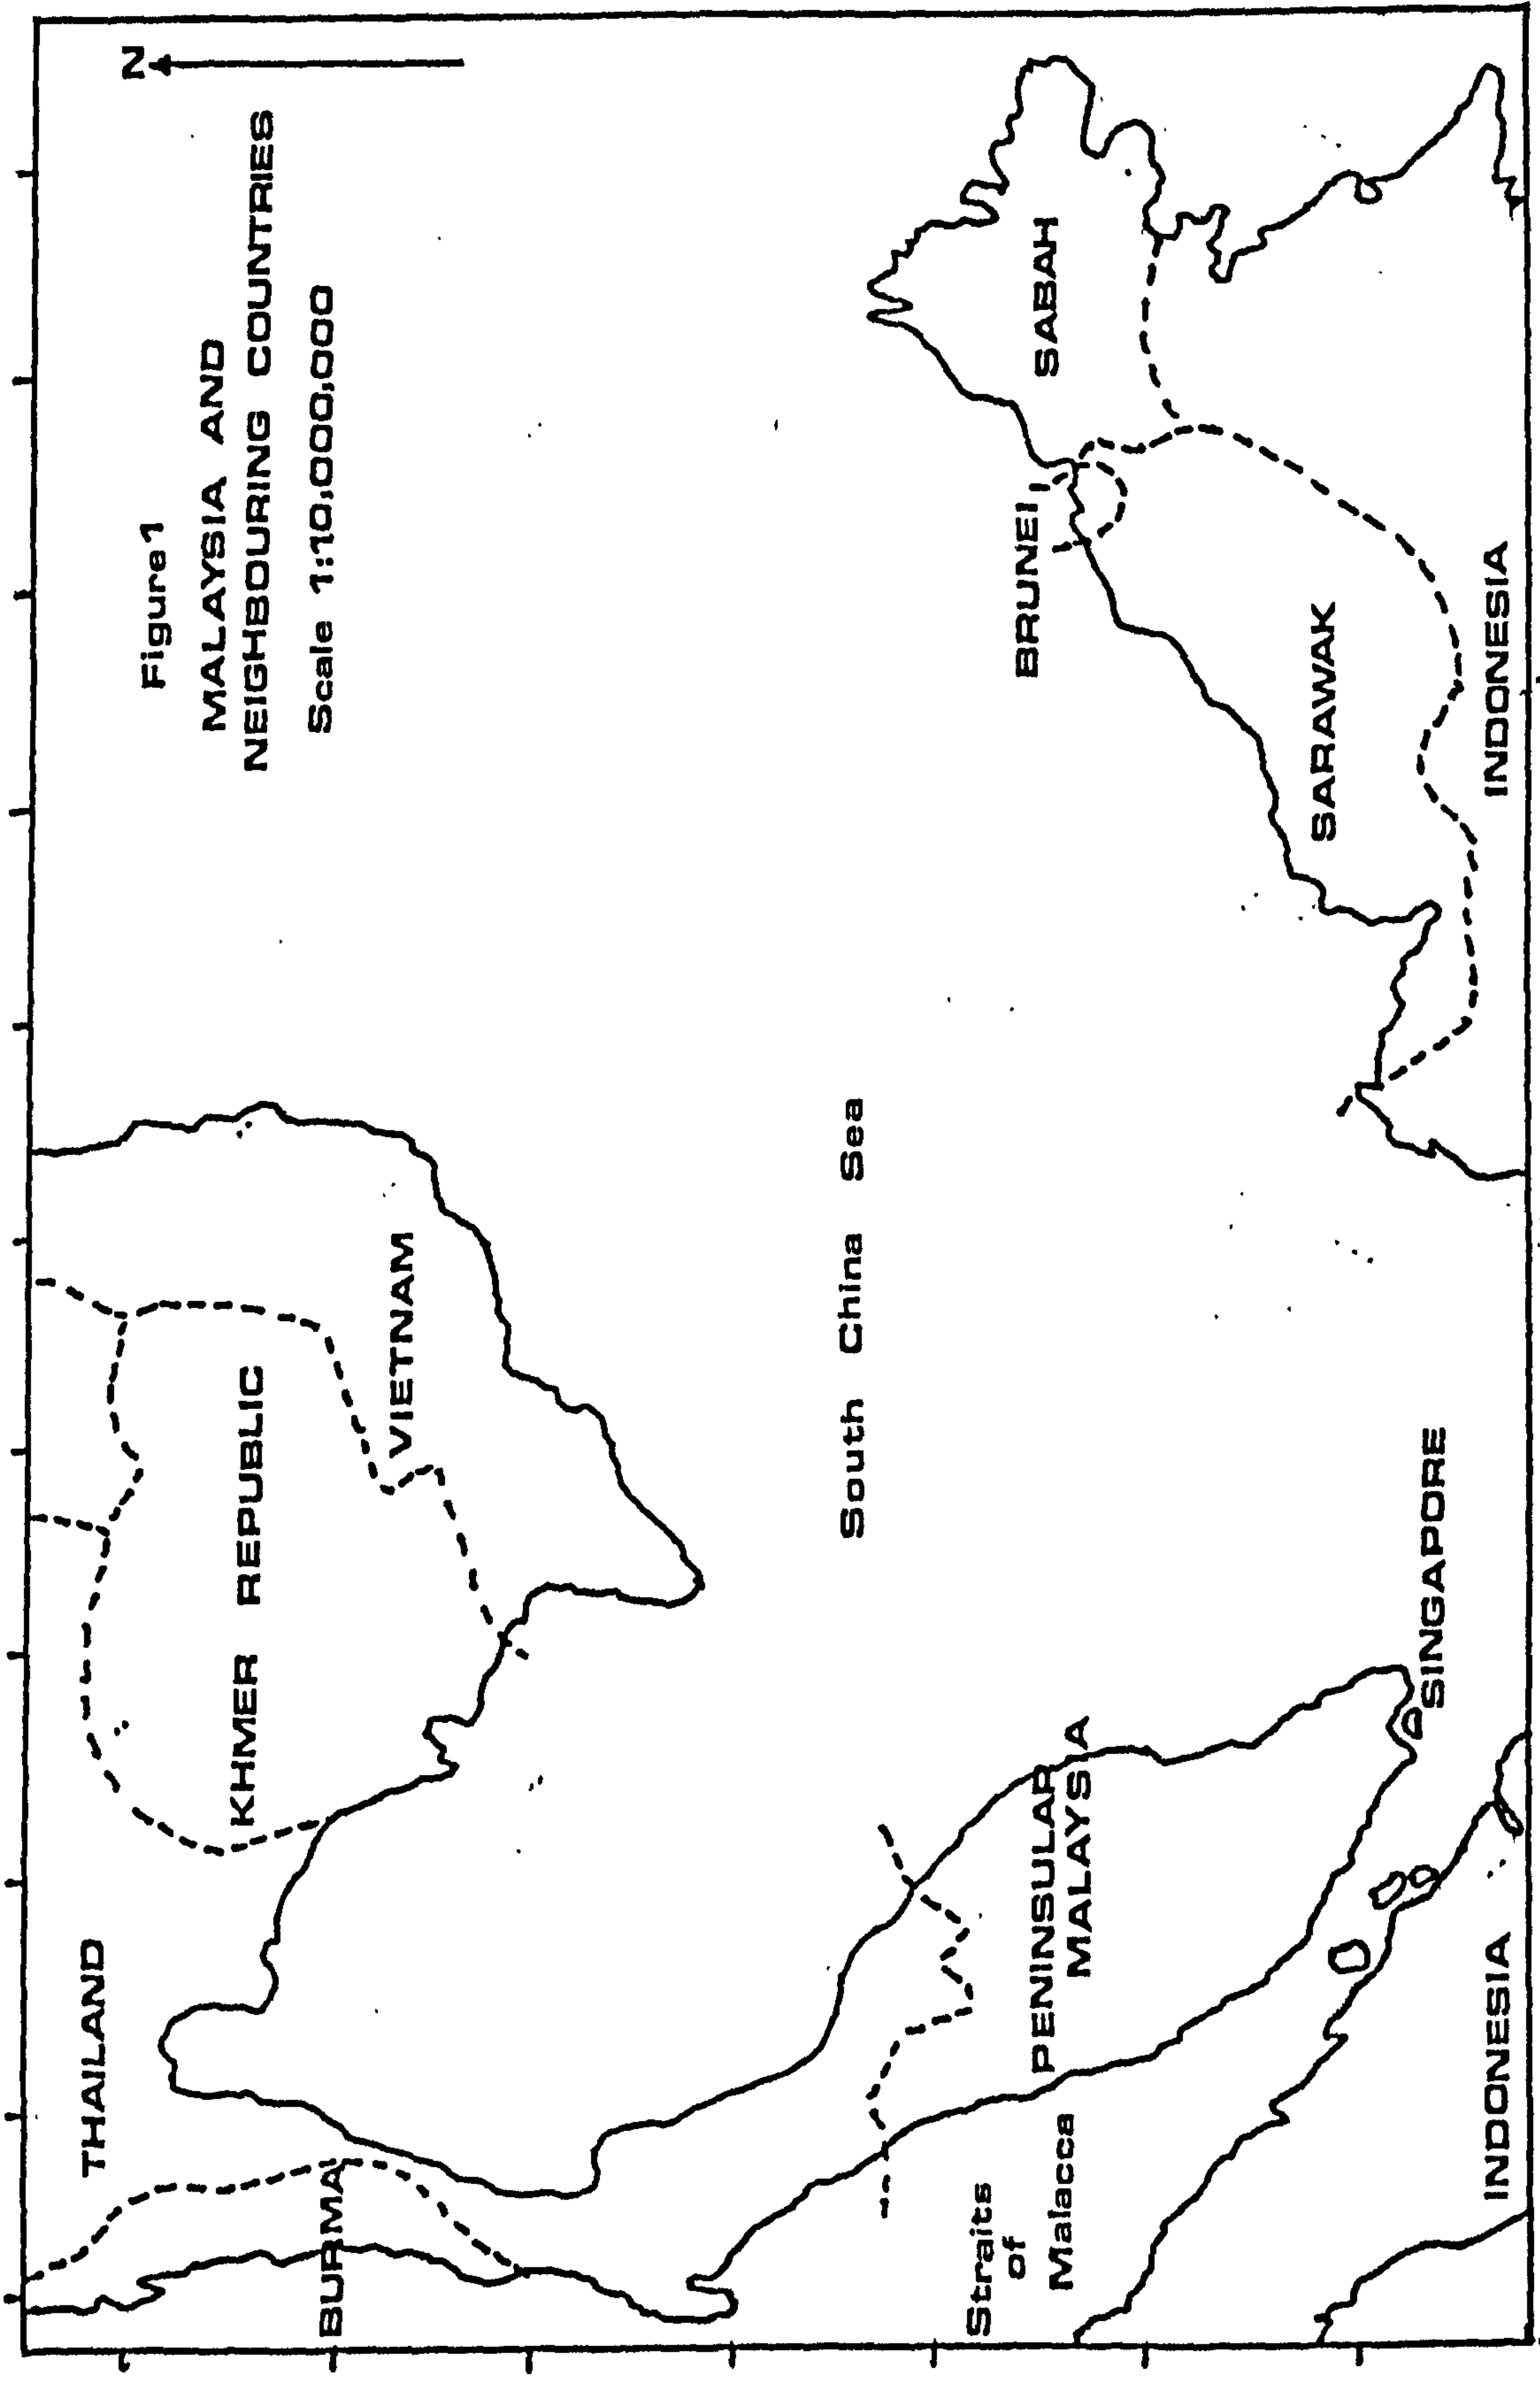 N
Figure 1
MALAYSIA AND
NEIGHBOURING COUNTRIES
Scale 1:10,000,000
THAILAND
BURMA
KHMER REPUBLIC
VIETNAM
South China Sea
BRUNEI
SABAH
SARAWAK
PENINSULAR
MALAYSIA
Straits
of
Malacca
SINGAPORE
INDONESIA
INDONESIA